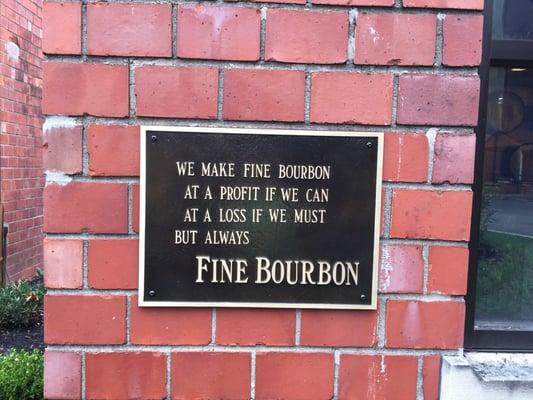 WE MAKE FINE BOURBON
AT A PROFIT IF WE CAN
AT A LOSS IF WE MUST
BUT ALWAYS
FINE BOURBON